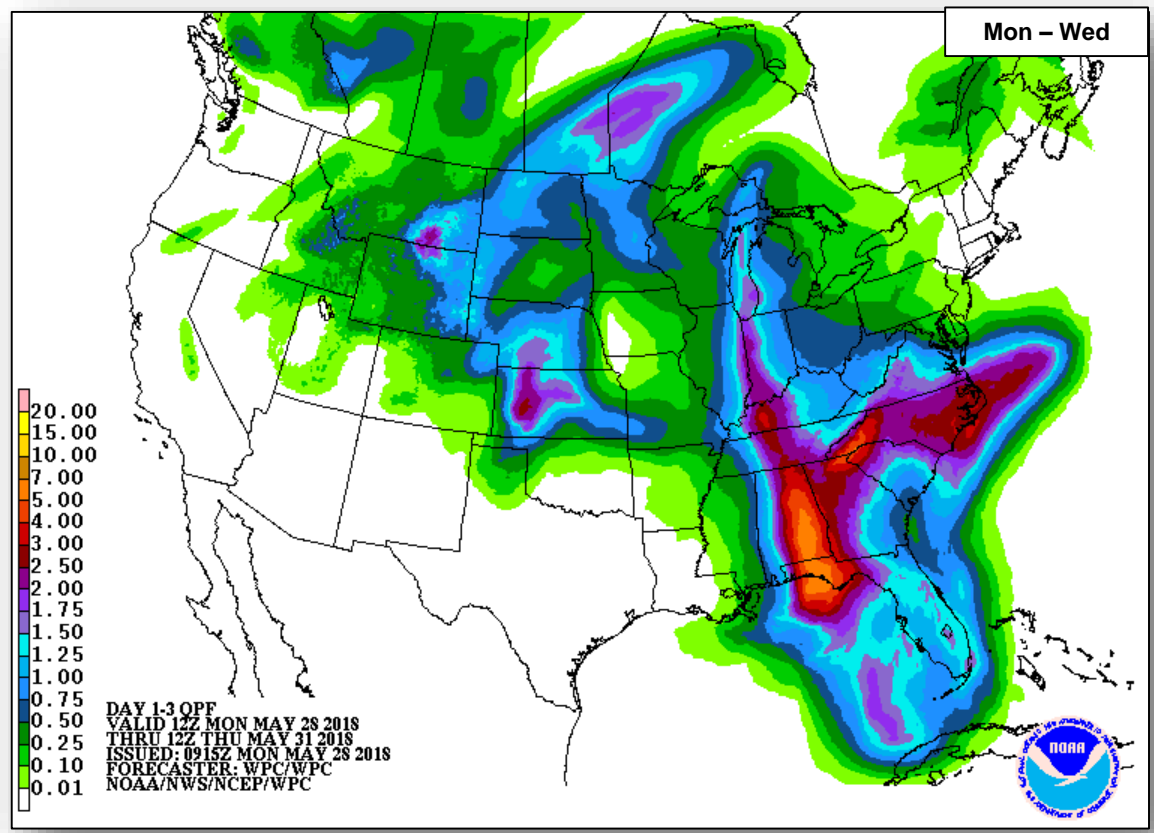 Mon – Wed
20.00
15.00
10.00
7.00
5.00
4.00
3.00
2.50
2.00
1.75
1.50
1.25
1.00
0.75
0.50
0.25
0.10
0.01
DAY 1-3 QPF
VALID 12Z MON MAY 28 2018
THRU 12Z THU MAY 31 2018
ISSUED: 0915Z MON MAY 28 2018
FORECASTER: WPC/WPC
NOAA/NWS/NCEP/WPC
NOAA